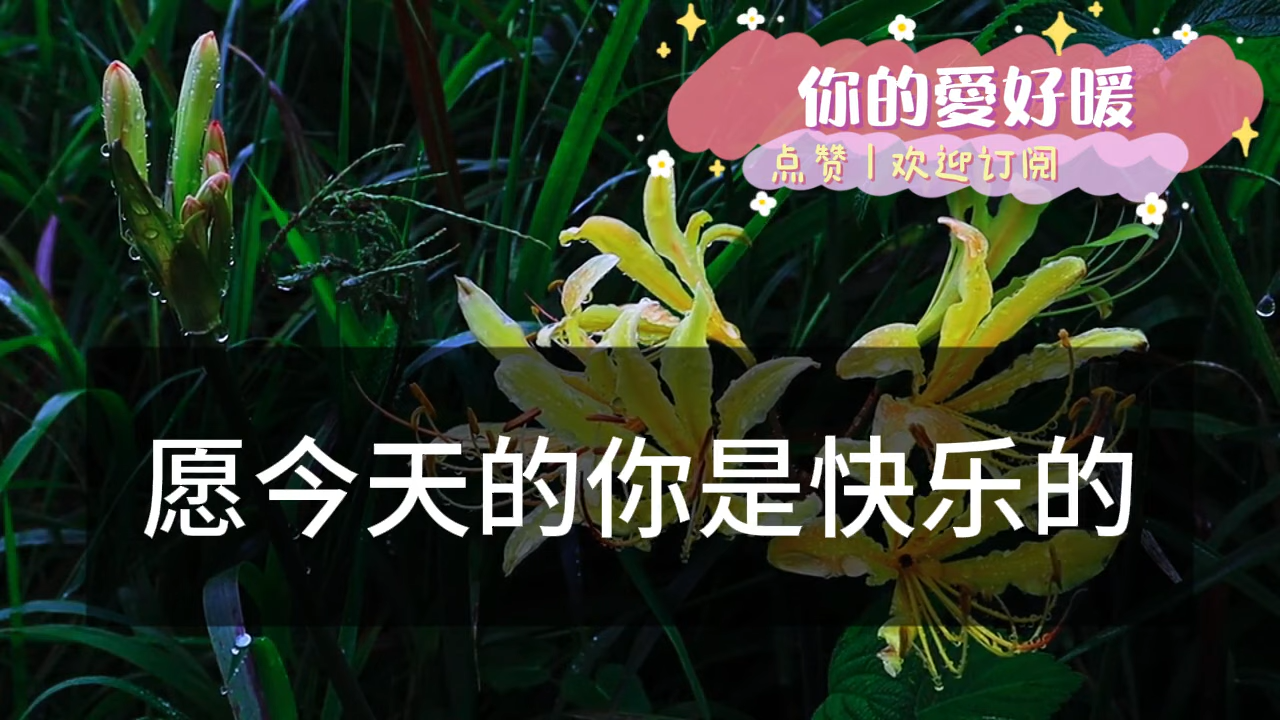 你的愛好暖
点赞 | 欢迎订阅
愿今天的你是快乐的